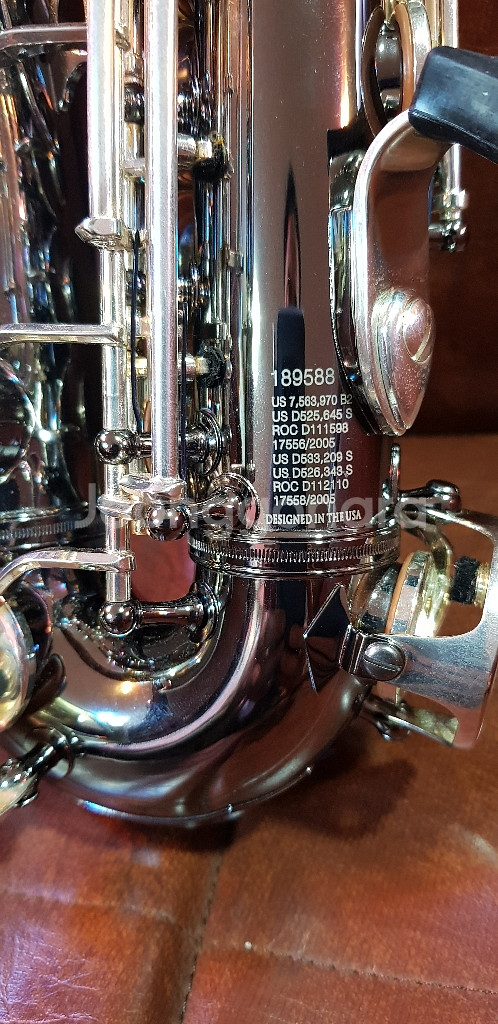 189588
US 7,563,970 B2
US D525,645 S
ROC D111598
17556/2005
US D533,209 S
US D526,343 S
ROC D112110
17558/2005
DESIGNED IN THE USA